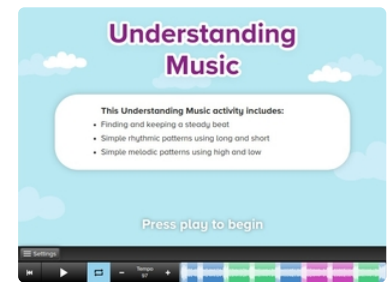 Understanding
Music
This Understanding Music activity includes:
• Finding and keeping a steady beat
• Simple rhythmic patterns using long and short
• Simple melodic patterns using high and low
Press play to begin
Settings
Tempo
- 97 +